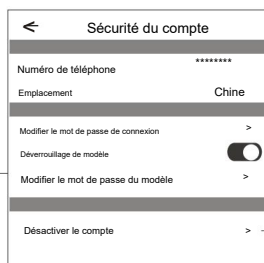 Sécurité du compte
Numéro de téléphone ********
Emplacement Chine
Modifier le mot de passe de connexion >
Déverrouillage de modèle
Modifier le mot de passe du modèle >
Désactiver le compte >